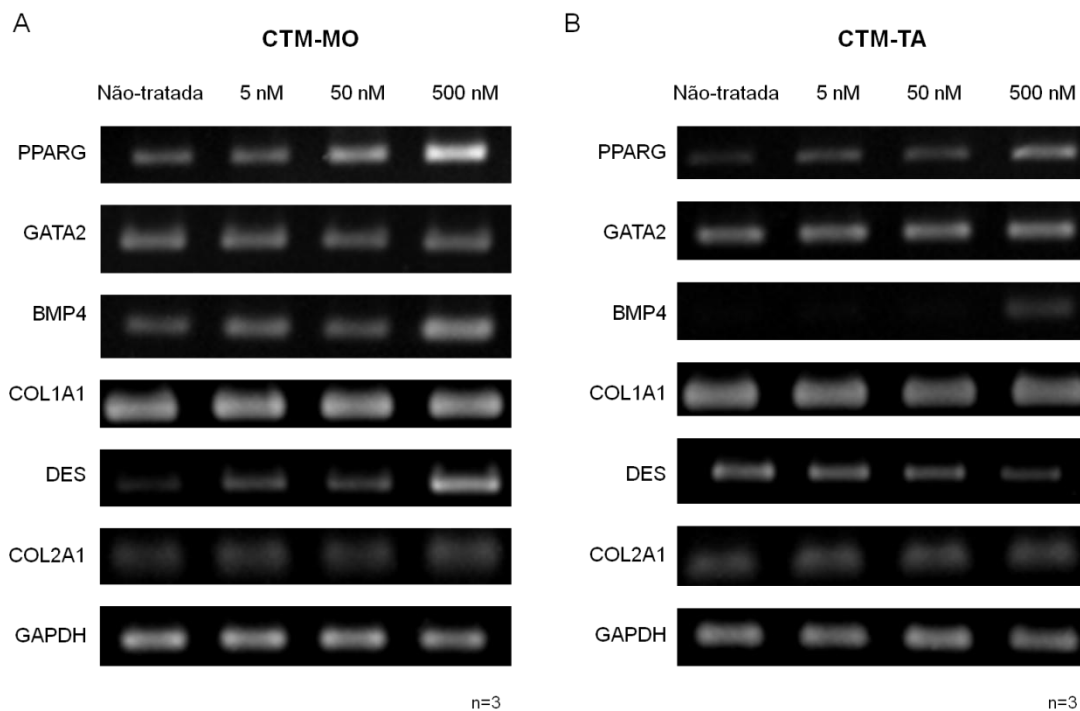 A
CTM-MO
Não-tratada 5 nM 50 nM 500 nM
PPARG
GATA2
BMP4
COL1A1
DES
COL2A1
GAPDH
n=3
B
CTM-TA
Não-tratada 5 nM 50 nM 500 nM
PPARG
GATA2
BMP4
COL1A1
DES
COL2A1
GAPDH
n=3